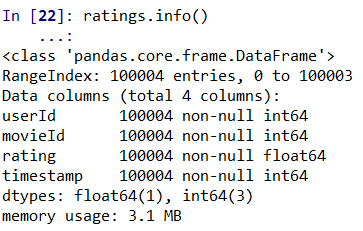 In [22]: ratings.info()
    ...:
<class 'pandas.core.frame.DataFrame'>
RangeIndex: 100004 entries, 0 to 100003
Data columns (total 4 columns):
userId       100004 non-null int64
movieId      100004 non-null int64
rating       100004 non-null float64
timestamp    100004 non-null int64
dtypes: float64(1), int64(3)
memory usage: 3.1 MB